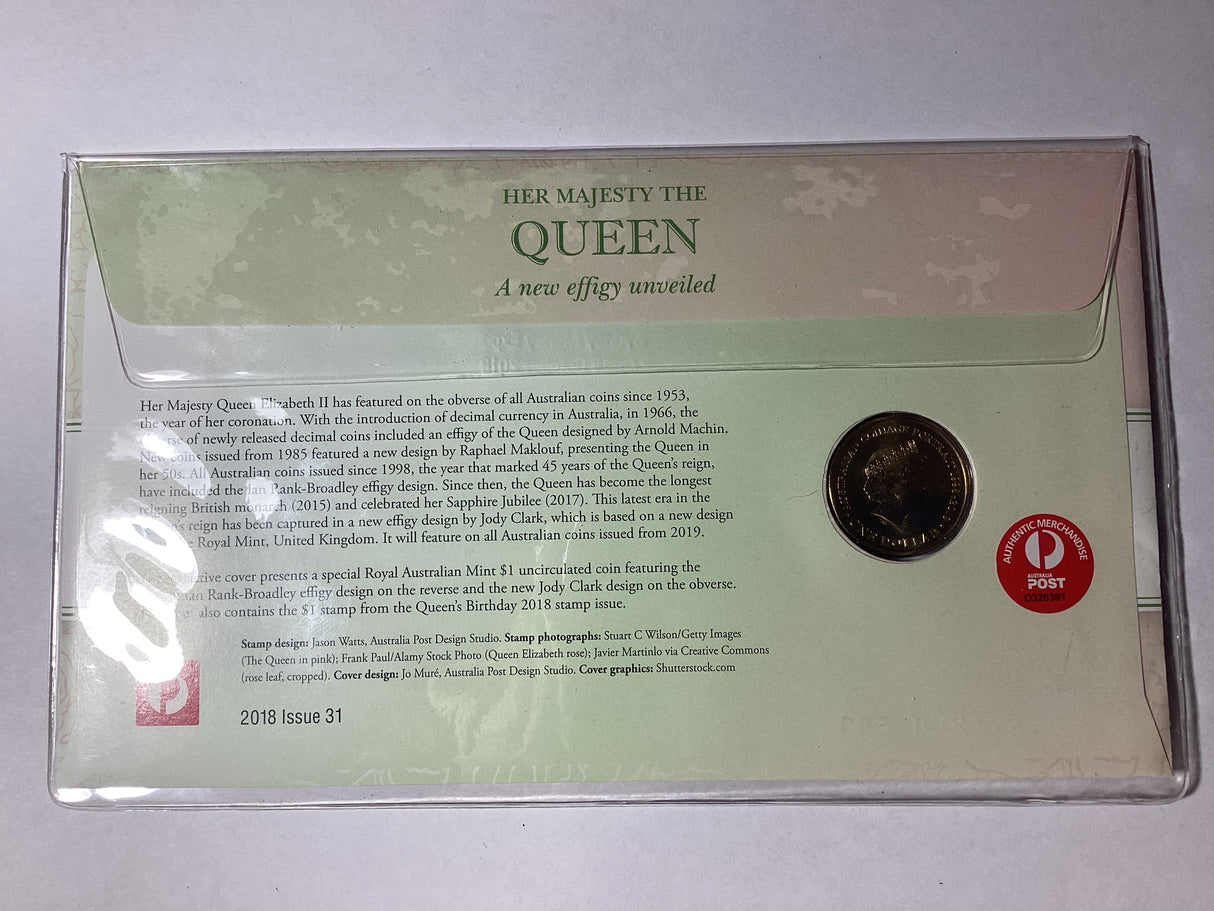 HER MAJESTY THE
QUEEN
A new effigy unveiled
Her Majesty Queen Elizabeth II has featured on the obverse of all Australian coins since 1953,
the year of her coronation. With the introduction of decimal currency in Australia, in 1966, the
of newly released decimal coins included an effigy of the Queen designed by Arnold Machin.
New coins issued from 1985 featured a new design by Raphael Maklouf, presenting the Queen in
her 50s. All Australian coins issued since 1998, the year that marked 45 years of the Queen's reign,
have included the Ian Rank-Broadley effigy design. Since then, the Queen has become the longest
reigning British monarch (2015) and celebrated her Sapphire Jubilee (2017). This latest era in the
reign has been captured in a new effigy design by Jody Clark, which is based on a new design
Royal Mint, United Kingdom. It will feature on all Australian coins issued from 2019.
cover presents a special Royal Australian Mint $1 uncirculated coin featuring the
Rank-Broadley effigy design on the reverse and the new Jody Clark design on the obverse.
also contains the $1 stamp from the Queen's Birthday 2018 stamp issue.
Stamp design: Jason Watts, Australia Post Design Studio. Stamp photographs: Stuart C Wilson/Getty Images
(The Queen in pink); Frank Paul/Alamy Stock Photo (Queen Elizabeth rose); Javier Martinlo via Creative Commons
(rose leaf, cropped). Cover design: Jo Muré, Australia Post Design Studio. Cover graphics: Shutterstock.com
2018 Issue 31
ONE DOLLAR
AUTHENTIC MERCHANDISE
AUSTRALIA
POST
D326391